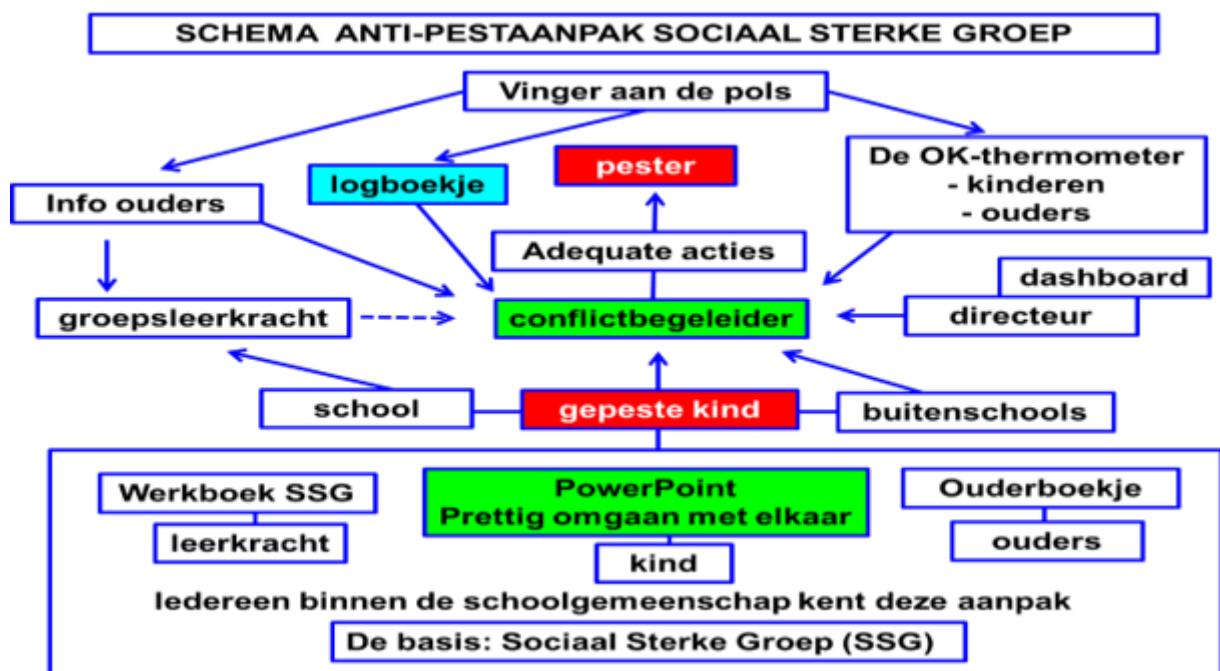 SCHEMA ANTI-PESTAANPAK SOCIAAL STERKE GROEP
Vinger aan de pols
Info ouders
logboekje
pester
De OK-thermometer
- kinderen
- ouders
Adequate acties
dashboard
groepsleerkracht
conflictbegeleider
directeur
school
gepeste kind
buitenschools
Werkboek SSG
leerkracht
PowerPoint
Prettig omgaan met elkaar
kind
Ouderboekje
ouders
Iedereen binnen de schoolgemeenschap kent deze aanpak
De basis: Sociaal Sterke Groep (SSG)